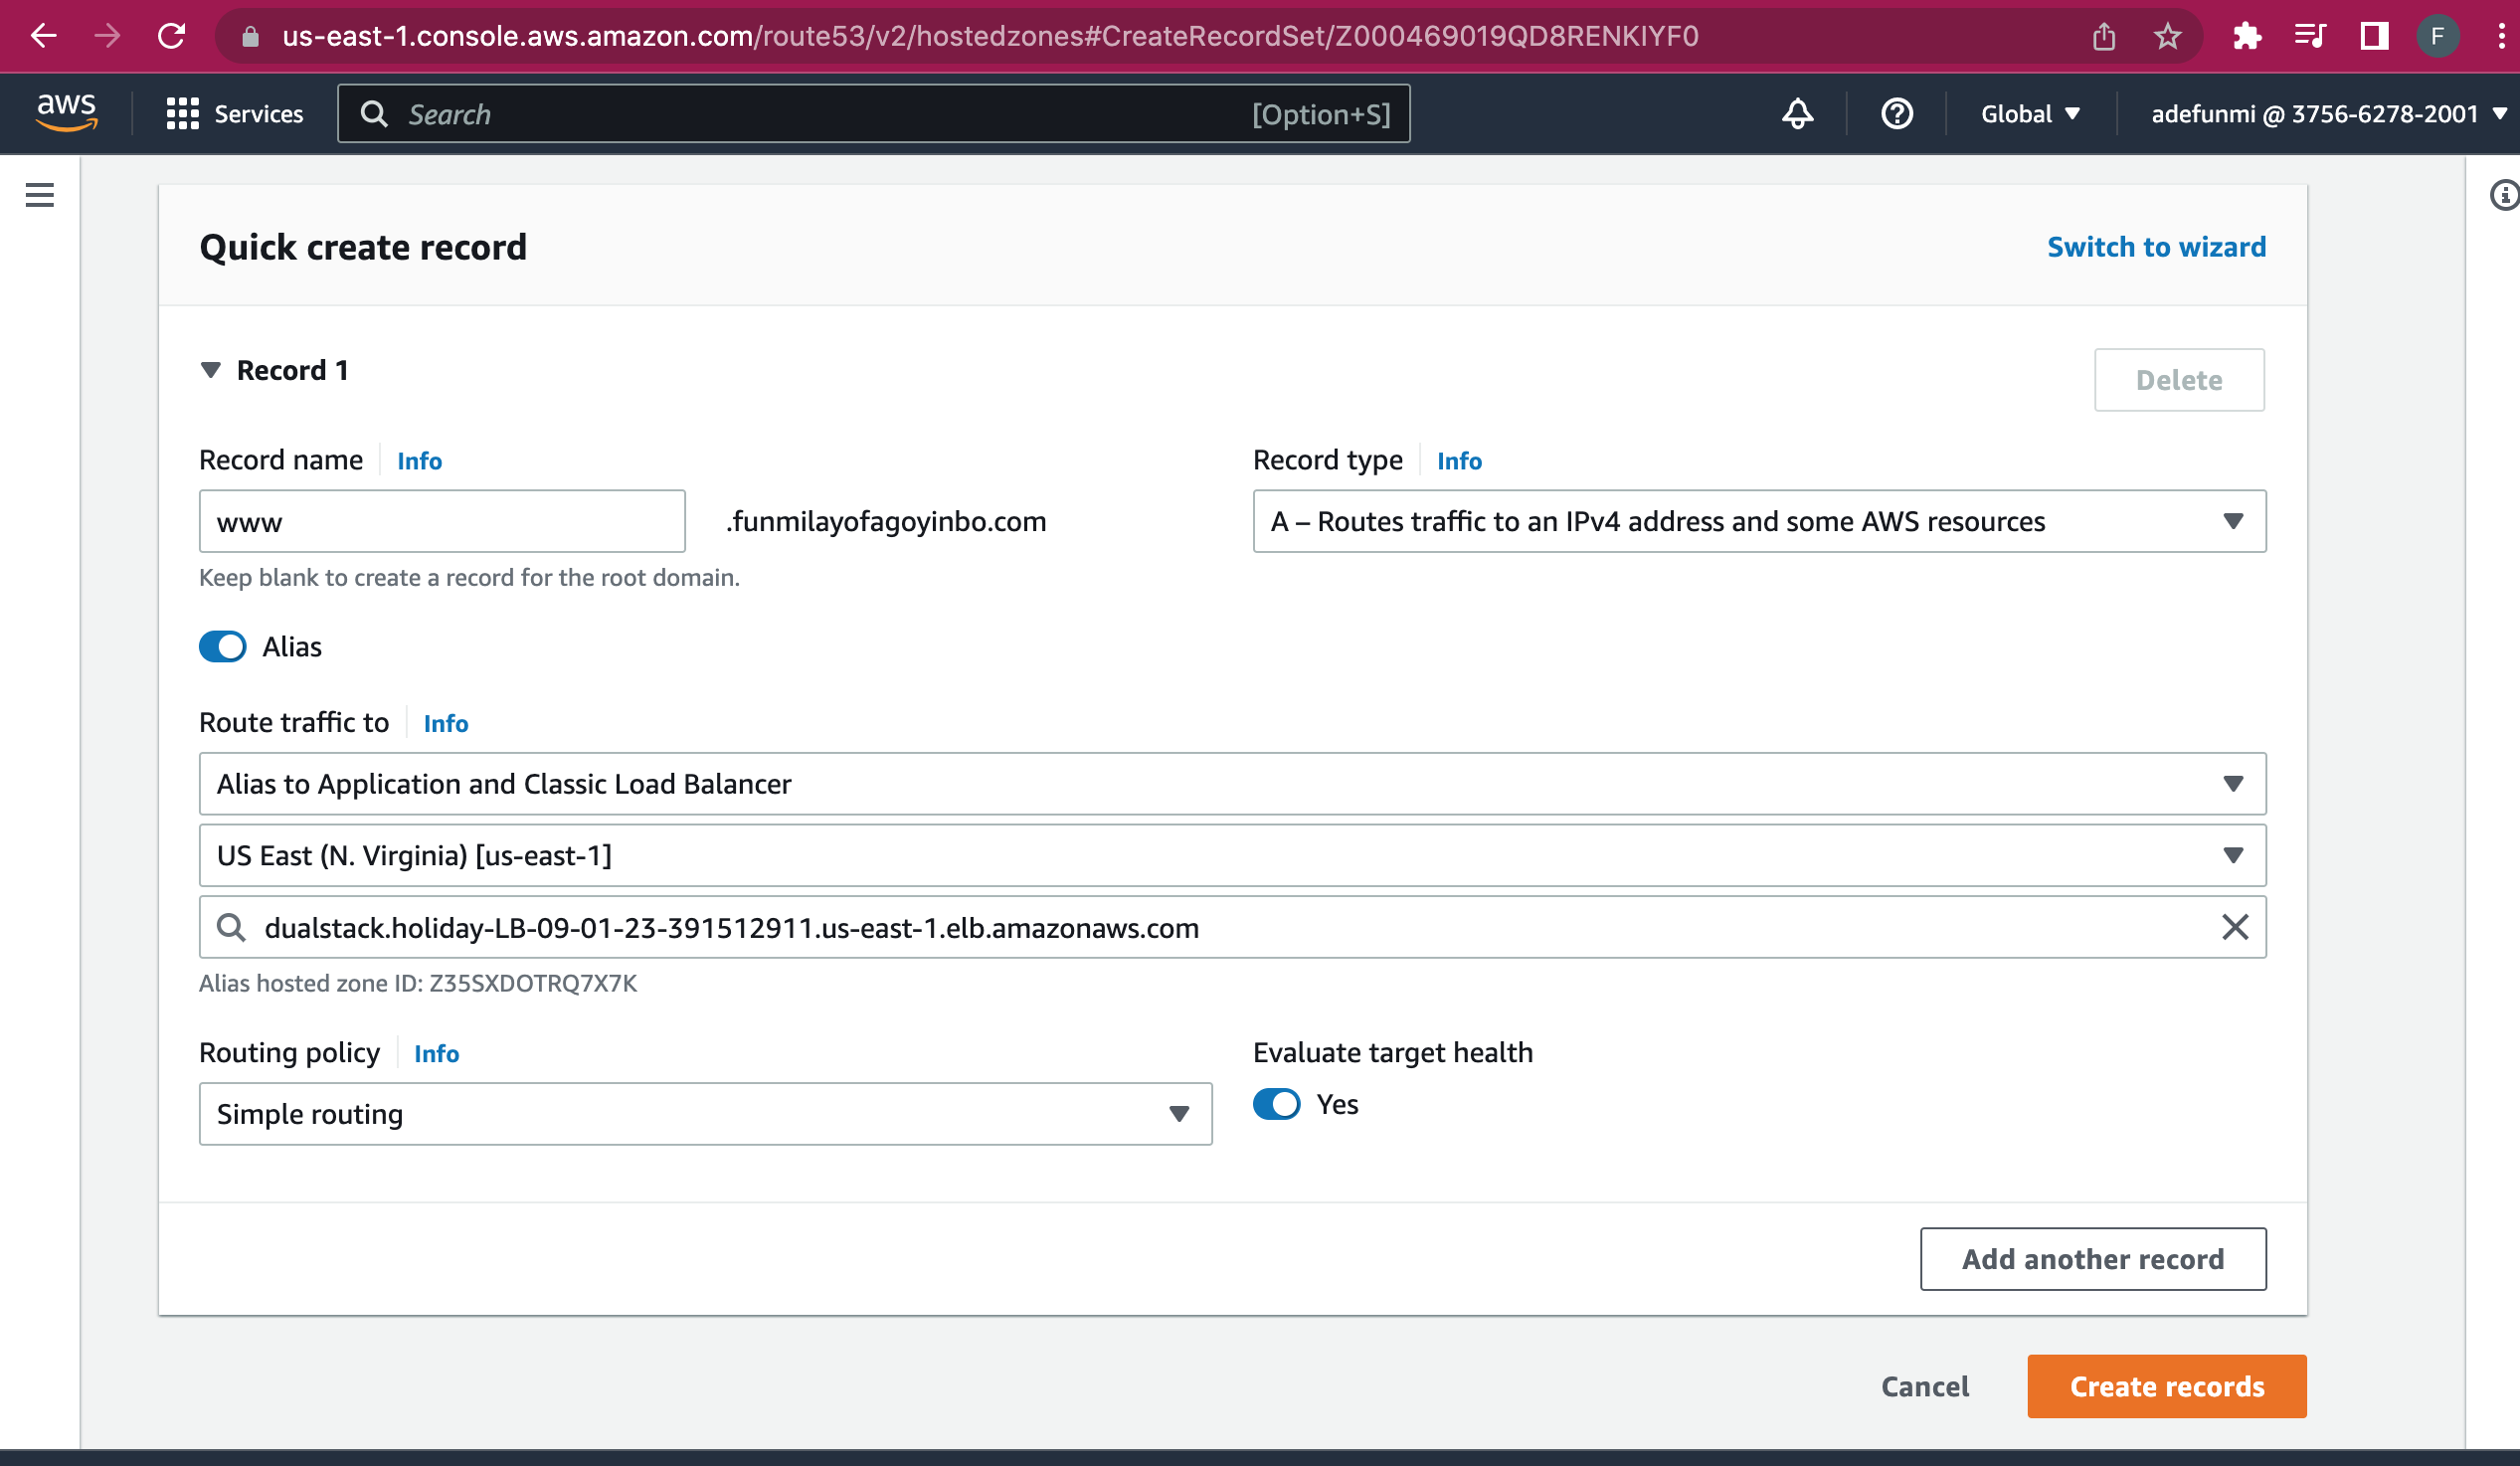 us-east-1.console.aws.amazon.com/route53/v2/hostedzones#CreateRecordSet/Z000469019QD8RENKIYF0
F
aws
Services
Search
[Option+S]
Global
adefunmi @ 3756-6278-2001
Quick create record
Switch to wizard
Record 1
Delete
Record name
Info
Record type
Info
www
.funmilayofagoyinbo.com
A – Routes traffic to an IPv4 address and some AWS resources
Keep blank to create a record for the root domain.
Alias
Route traffic to
Info
Alias to Application and Classic Load Balancer
US East (N. Virginia) [us-east-1]
dualstack.holiday-LB-09-01-23-391512911.us-east-1.elb.amazonaws.com
Alias hosted zone ID: Z35SXDOTRQ7X7K
Routing policy
Info
Evaluate target health
Simple routing
Yes
Add another record
Cancel
Create records